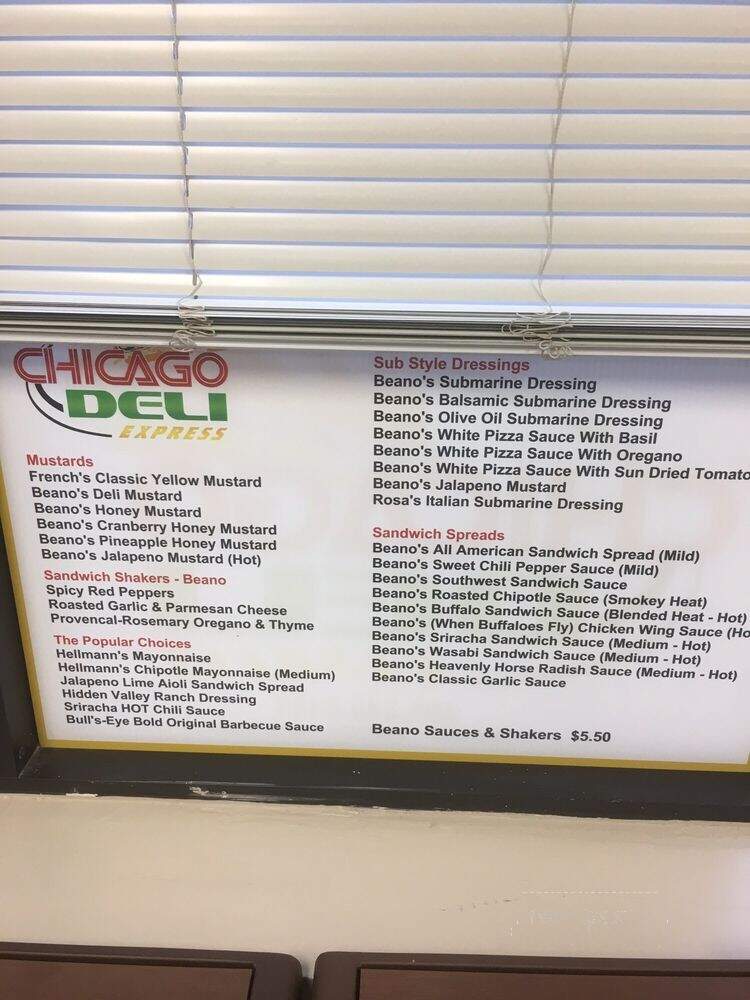 CHICAGO
DELI
EXPRESS
Mustards
French's Classic Yellow Mustard
Beano's Deli Mustard
Beano's Honey Mustard
Beano's Cranberry Honey Mustard
Beano's Pineapple Honey Mustard
Beano's Jalapeno Mustard (Hot)
Sandwich Shakers - Beano
Spicy Red Peppers
Roasted Garlic & Parmesan Cheese
Provencal-Rosemary Oregano & Thyme
The Popular Choices
Hellmann's Mayonnaise
Hellmann's Chipotle Mayonnaise (Medium)
Jalapeno Lime Aioli Sandwich Spread
Hidden Valley Ranch Dressing
Sriracha HOT Chili Sauce
Bull's-Eye Bold Original Barbecue Sauce
Sub Style Dressings
Beano's Submarine Dressing
Beano's Balsamic Submarine Dressing
Beano's Olive Oil Submarine Dressing
Beano's White Pizza Sauce With Basil
Beano's White Pizza Sauce With Oregano
Beano's White Pizza Sauce With Sun Dried Tomato
Beano's Jalapeno Mustard
Rosa's Italian Submarine Dressing
Sandwich Spreads
Beano's All American Sandwich Spread (Mild)
Beano's Sweet Chili Pepper Sauce (Mild)
Beano's Southwest Sandwich Sauce
Beano's Roasted Chipotle Sauce (Smokey Heat)
Beano's Buffalo Sandwich Sauce (Blended Heat - Hot)
Beano's (When Buffaloes Fly) Chicken Wing Sauce (Ho
Beano's Sriracha Sandwich Sauce (Medium - Hot)
Beano's Wasabi Sandwich Sauce (Medium - Hot)
Beano's Heavenly Horse Radish Sauce (Medium - Hot)
Beano's Classic Garlic Sauce
Beano Sauces & Shakers $5.50